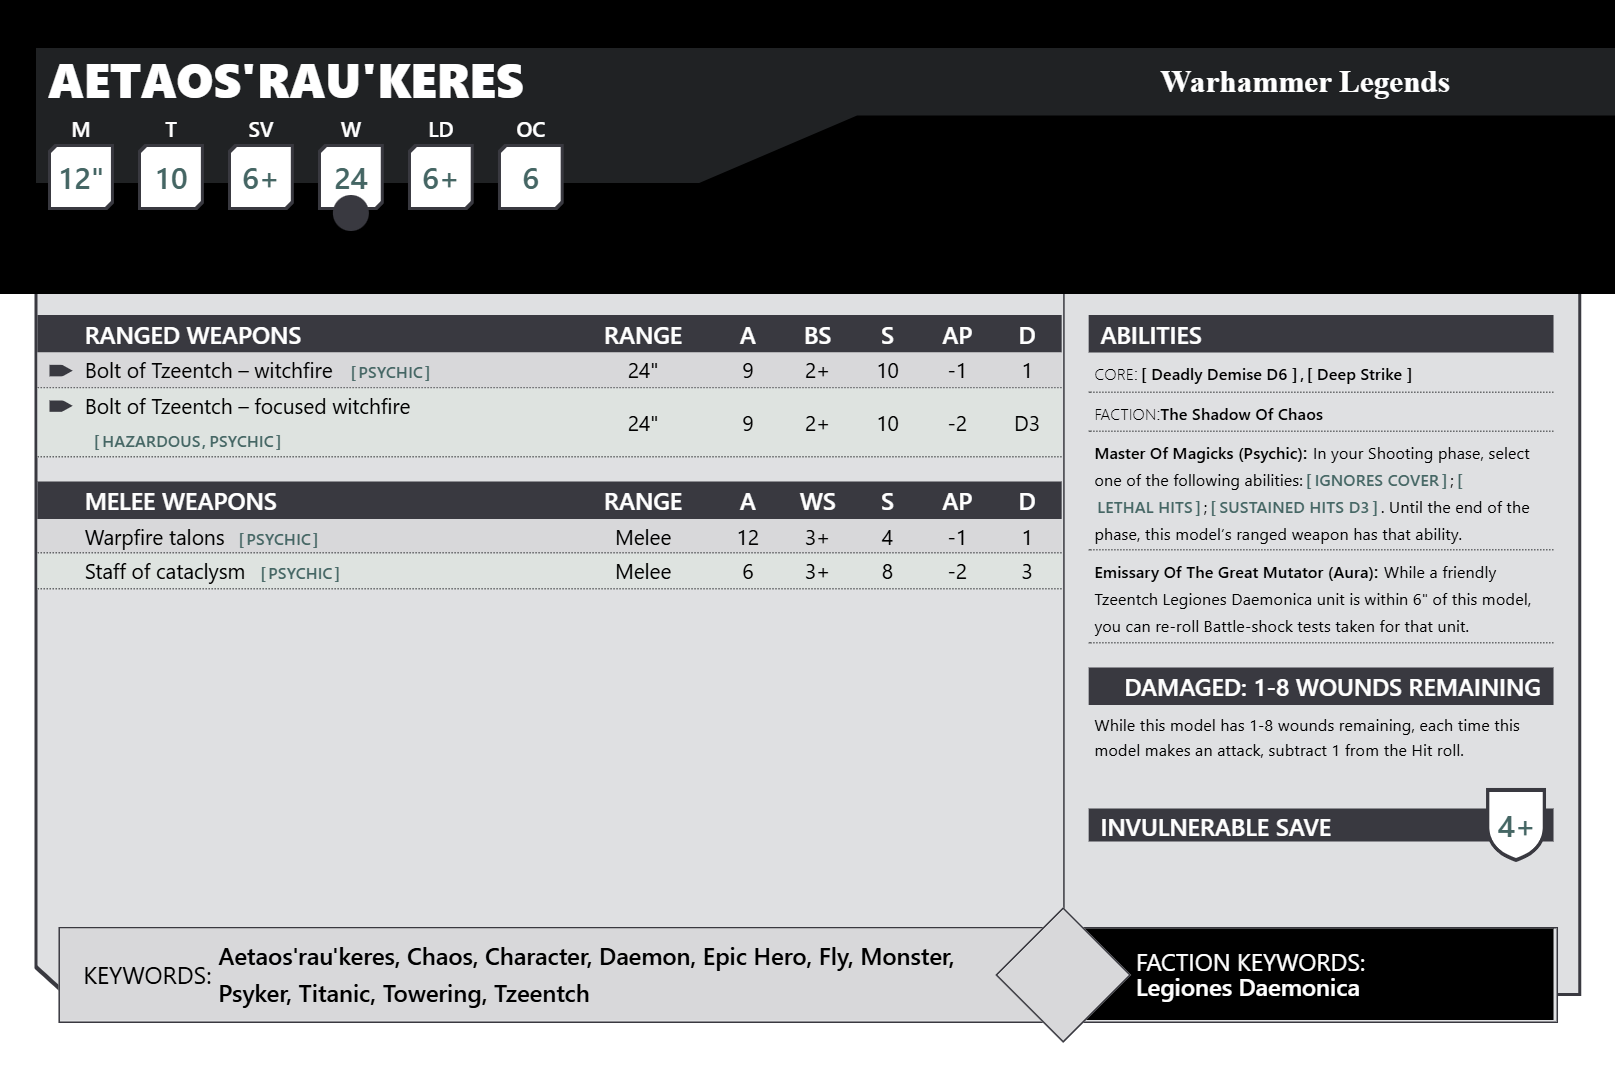 AETAOS'RAU'KERES
Warhammer Legends
M T SV W LD OC
12" 10 6+ 24 6+ 6
RANGED WEAPONS RANGE A BS S AP D
Bolt of Tzeentch – witchfire [PSYCHIC] 24" 9 2+ 10 -1 1
Bolt of Tzeentch – focused witchfire
[HAZARDOUS, PSYCHIC] 24" 9 2+ 10 -2 D3
MELEE WEAPONS RANGE A WS S AP D
Warpfire talons [PSYCHIC] Melee 12 3+ 4 -1 1
Staff of cataclysm [PSYCHIC] Melee 6 3+ 8 -2 3
ABILITIES
CORE: [ Deadly Demise D6 ] , [ Deep Strike ]
FACTION:The Shadow Of Chaos
Master Of Magicks (Psychic): In your Shooting phase, select
one of the following abilities: [ IGNORES COVER ] ; [
LETHAL HITS ] ; [ SUSTAINED HITS D3 ] . Until the end of the
phase, this model’s ranged weapon has that ability.
Emissary Of The Great Mutator (Aura): While a friendly
Tzeentch Legiones Daemonica unit is within 6" of this model,
you can re-roll Battle-shock tests taken for that unit.
DAMAGED: 1-8 WOUNDS REMAINING
While this model has 1-8 wounds remaining, each time this
model makes an attack, subtract 1 from the Hit roll.
INVULNERABLE SAVE 4+
KEYWORDS: Aetaos'rau'keres, Chaos, Character, Daemon, Epic Hero, Fly, Monster,
Psyker, Titanic, Towering, Tzeentch
FACTION KEYWORDS:
Legiones Daemonica